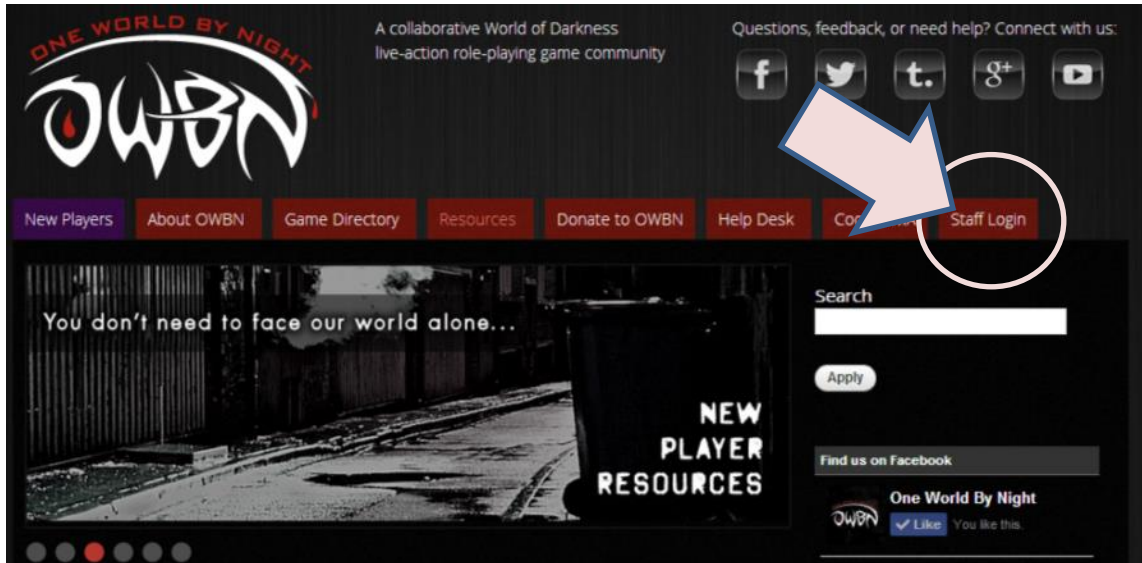 ONE WORLD BY NIGHT
OWBN
A collaborative World of Darkness
live-action role-playing game community
Questions, feedback, or need help? Connect with us:
f t. g+
New Players About OWBN Game Directory Resources Donate to OWBN Help Desk Staff Login
You don't need to face our world alone...
NEW
PLAYER
RESOURCES
Search
Apply
Find us on Facebook
OWBN
One World By Night
Like You like this.